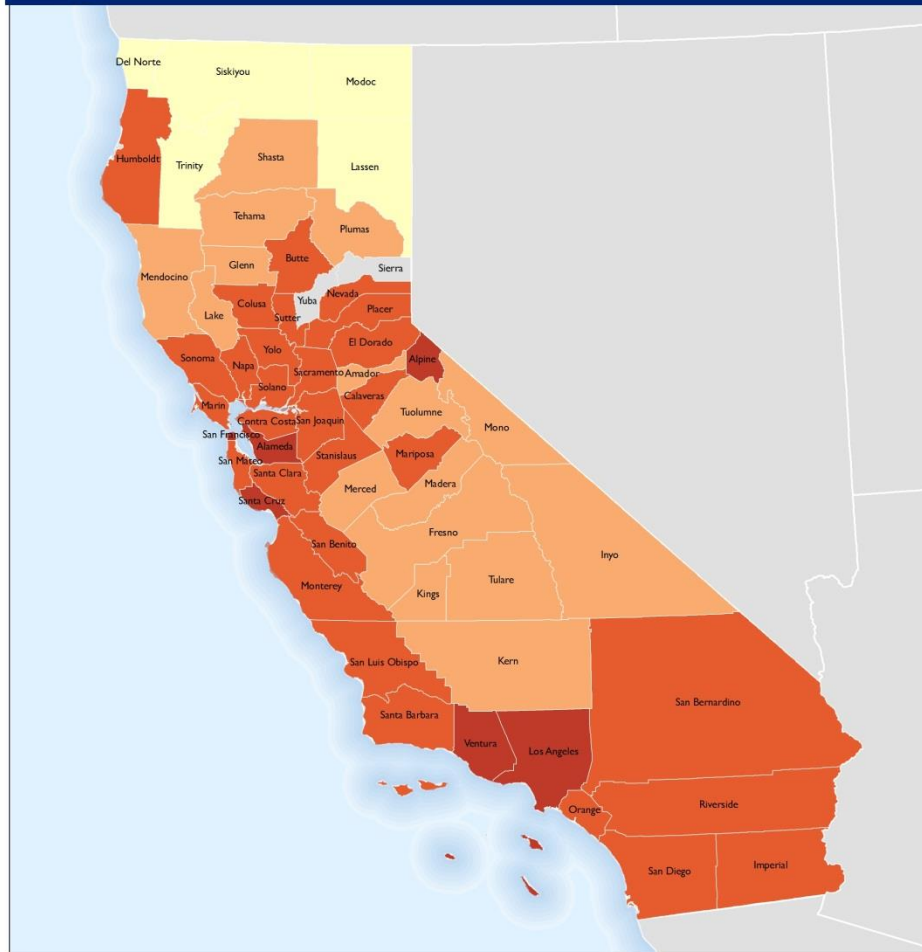 Del Norte
Siskiyou
Modoc
Humboldt
Trinity
Shasta
Lassen
Tehama
Plumas
Mendocino
Glenn
Butte
Sierra
Lake
Colusa
Sutter
Yuba
Nevada
Placer
Sonoma
Napa
Yolo
Sacramento
El Dorado
Alpine
Amador
Solano
Calaveras
Marin
Contra Costa
San Joaquin
Tuolumne
Mono
San Francisco
Alameda
Stanislaus
Mariposa
San Mateo
Santa Clara
Merced
Madera
Santa Cruz
San Benito
Fresno
Inyo
Monterey
Kings
Tulare
San Luis Obispo
Kern
Santa Barbara
Ventura
Los Angeles
San Bernardino
Orange
Riverside
San Diego
Imperial